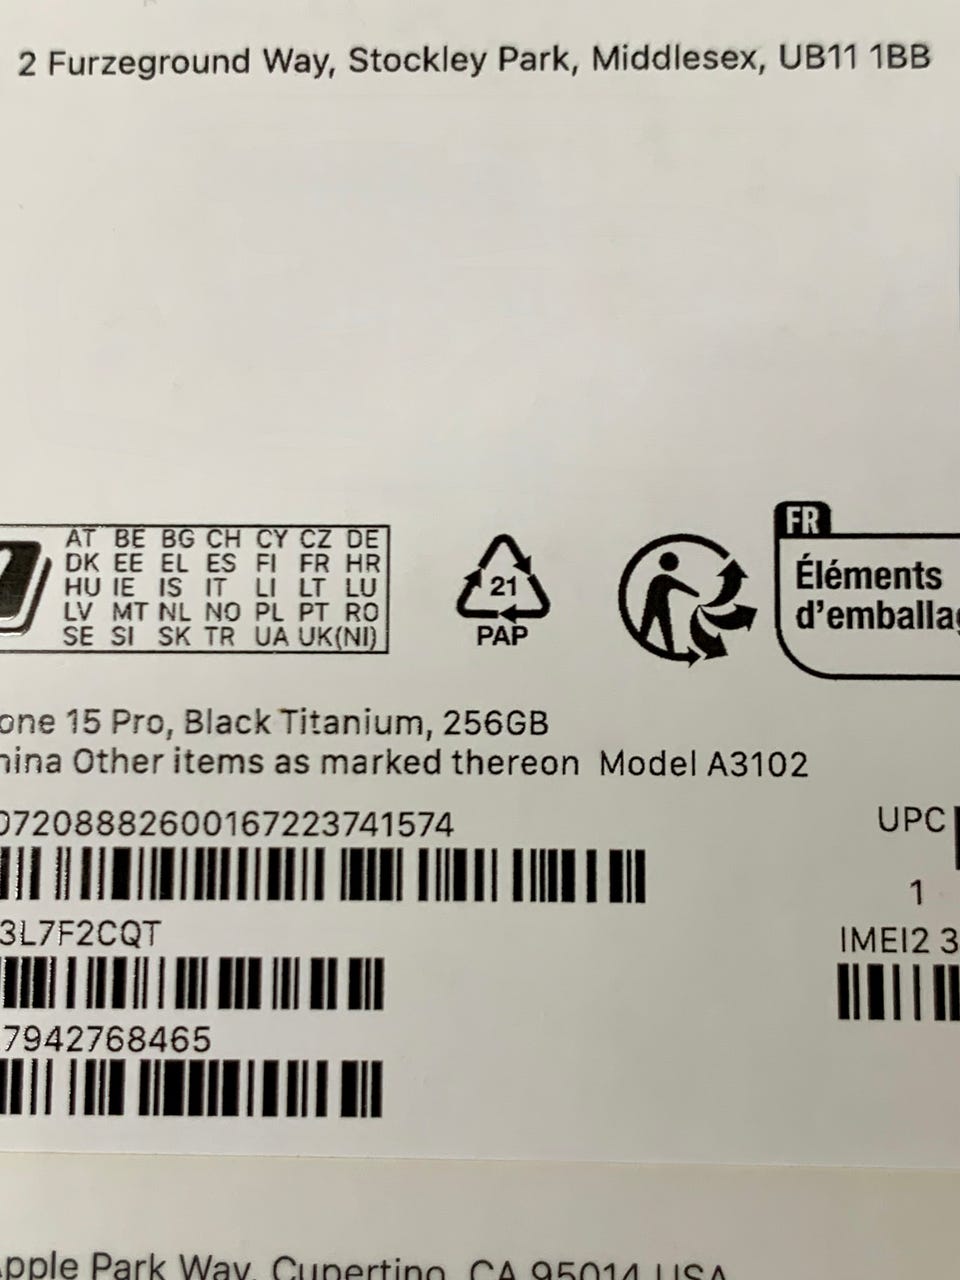 2 Furzeground Way, Stockley Park, Middlesex, UB11 1BB
AT BE BG CH CY CZ DE
DK EE EL ES FI FR HR
HU IE IS IT LI LT LU
LV MT NL NO PL PT RO
SE SI SK TR UA UK(NI)
21
PAP
FR
Éléments
d'emballag
one 15 Pro, Black Titanium, 256GB
hina Other items as marked thereon Model A3102
0720888260016722374​1574
UPC
1
3L7F2CQT
IMEI2 3
7942768465
Apple Park Way, Cupertino, CA 95014 USA